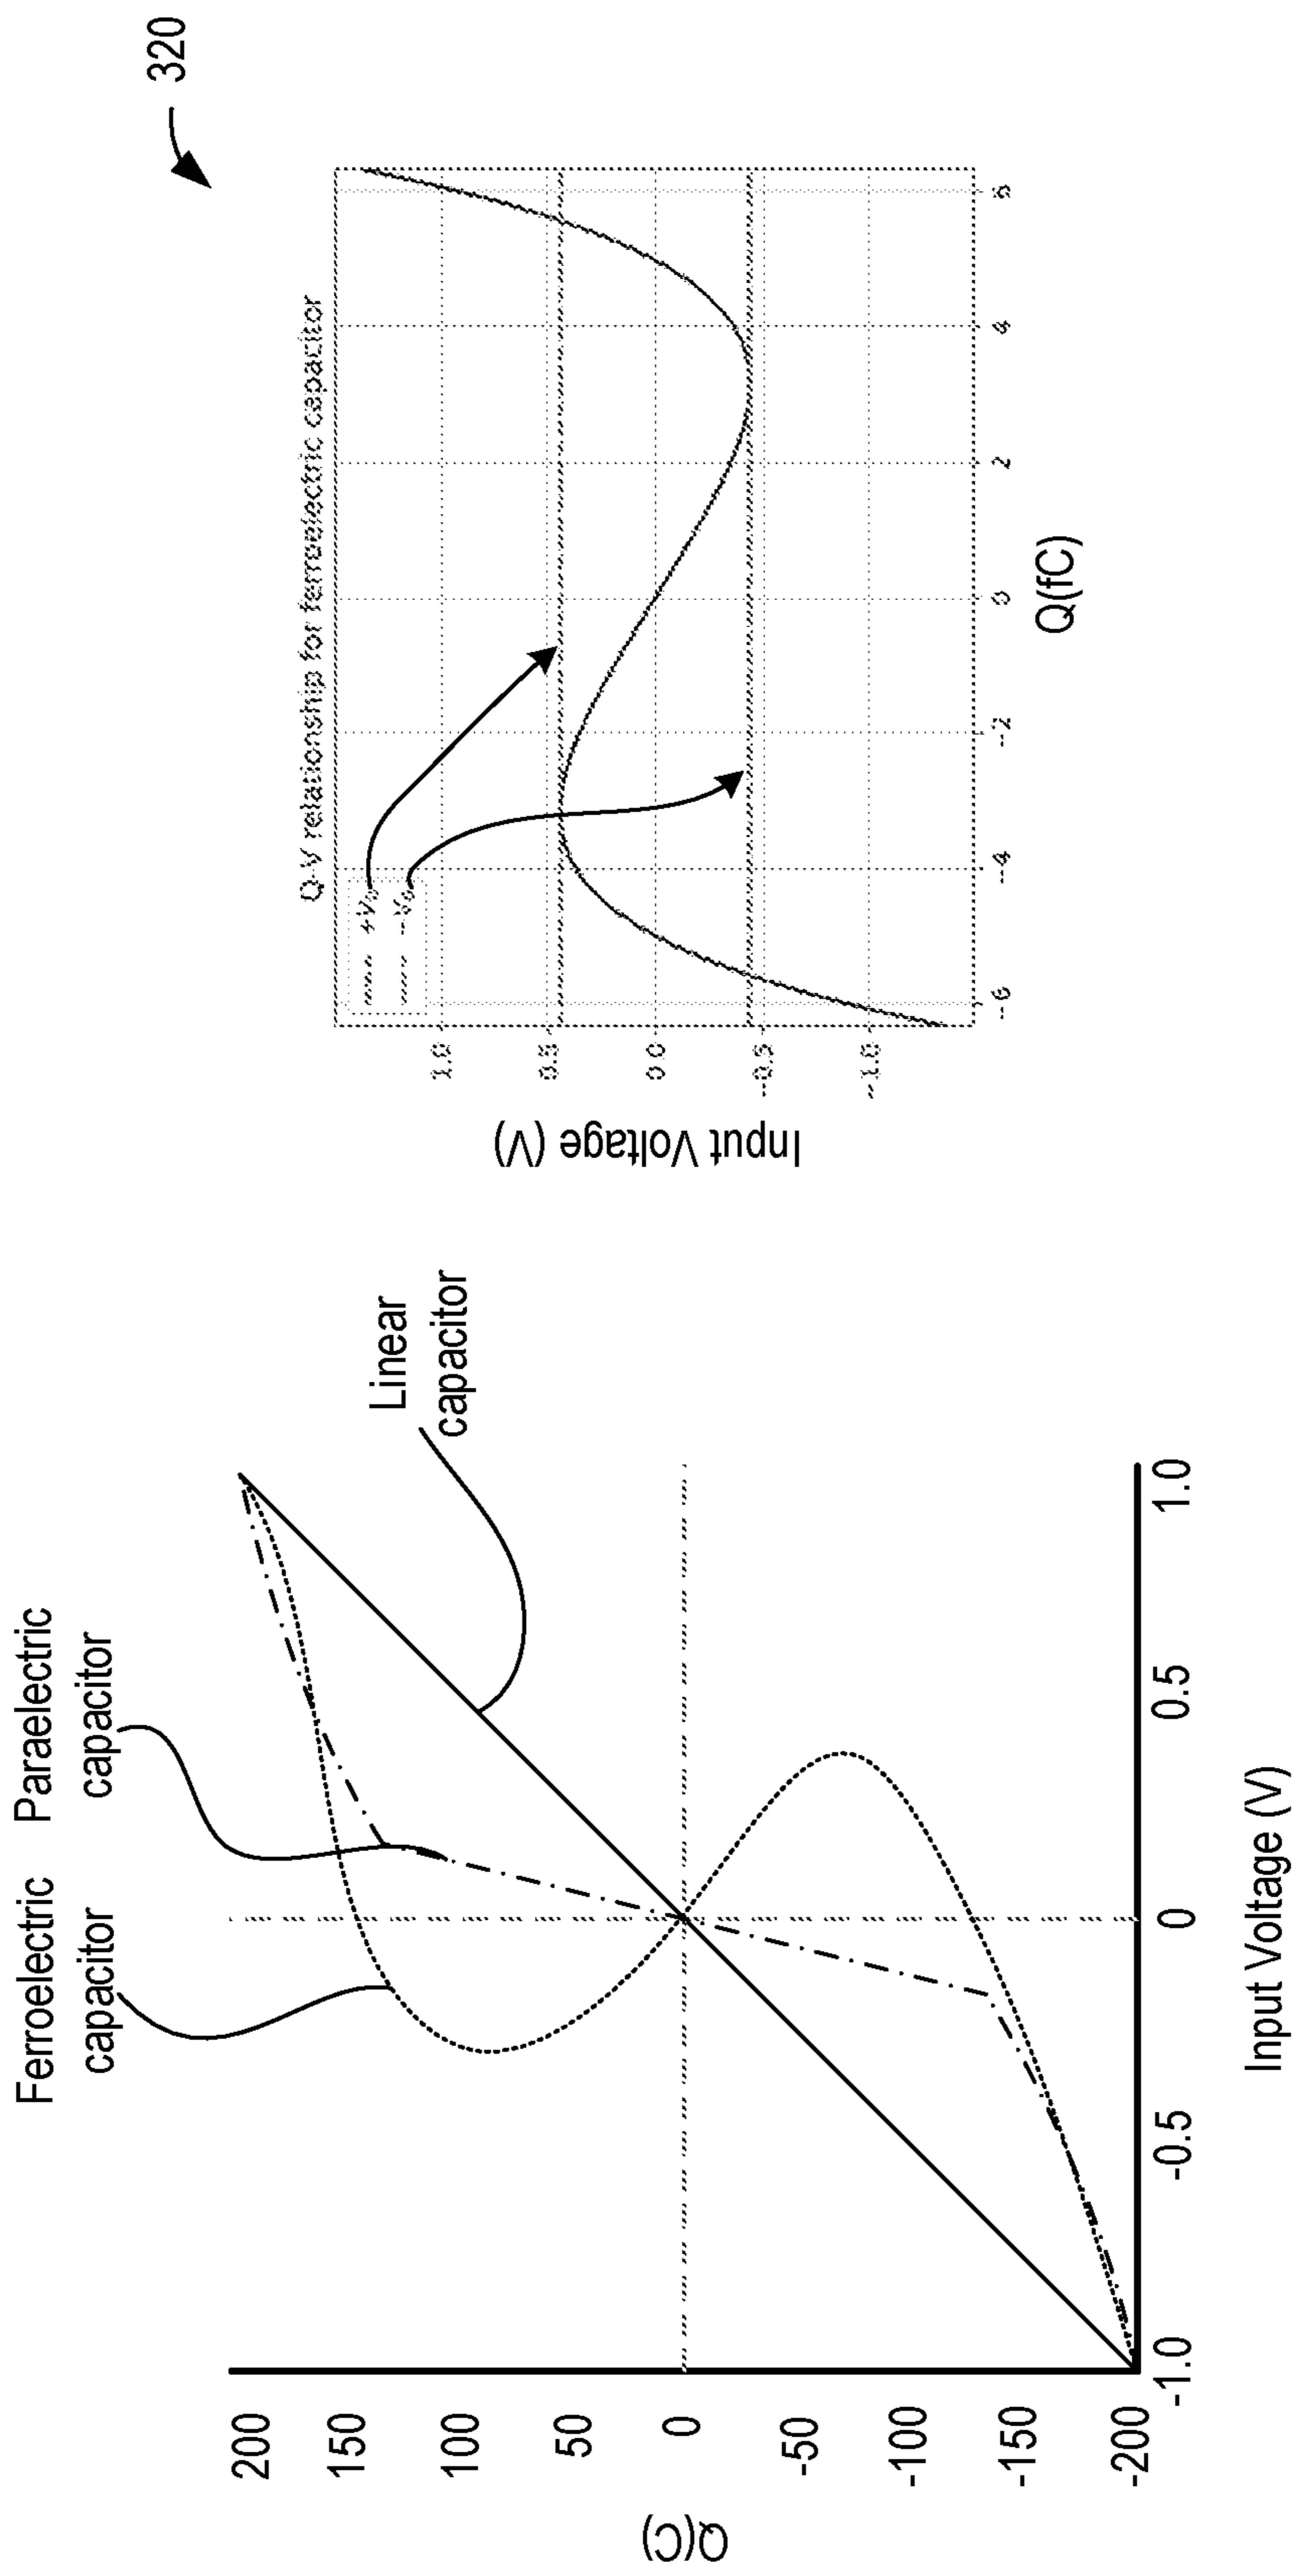 Ferroelectric
capacitor
Paraelectric
capacitor
Linear
capacitor
Q(C)
200
150
100
50
0
-50
-100
-150
-200
-1.0
-0.5
0
0.5
1.0
Input Voltage (V)
320
Q-V relationship for ferroelectric capacitor
+V₀
-V₀
Input Voltage (V)
1.0
0.5
0.0
-0.5
-1.0
-6
-4
-2
0
2
4
6
Q(fC)